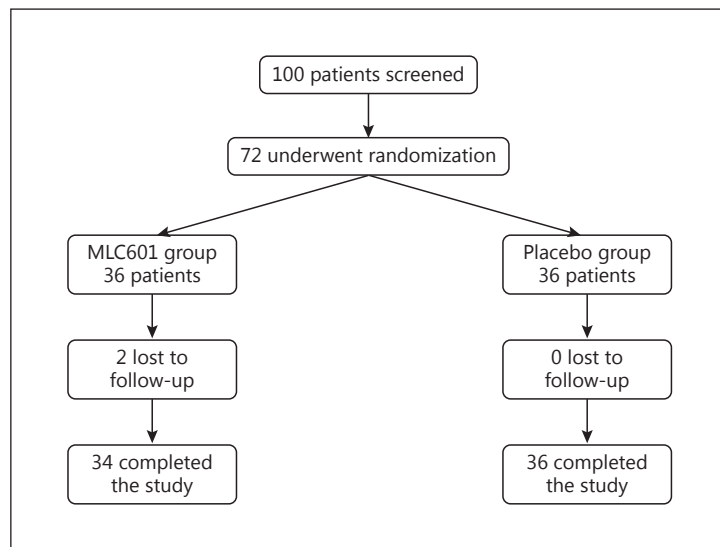 100 patients screened
72 underwent randomization
MLC601 group
36 patients
Placebo group
36 patients
2 lost to
follow-up
0 lost to
follow-up
34 completed
the study
36 completed
the study